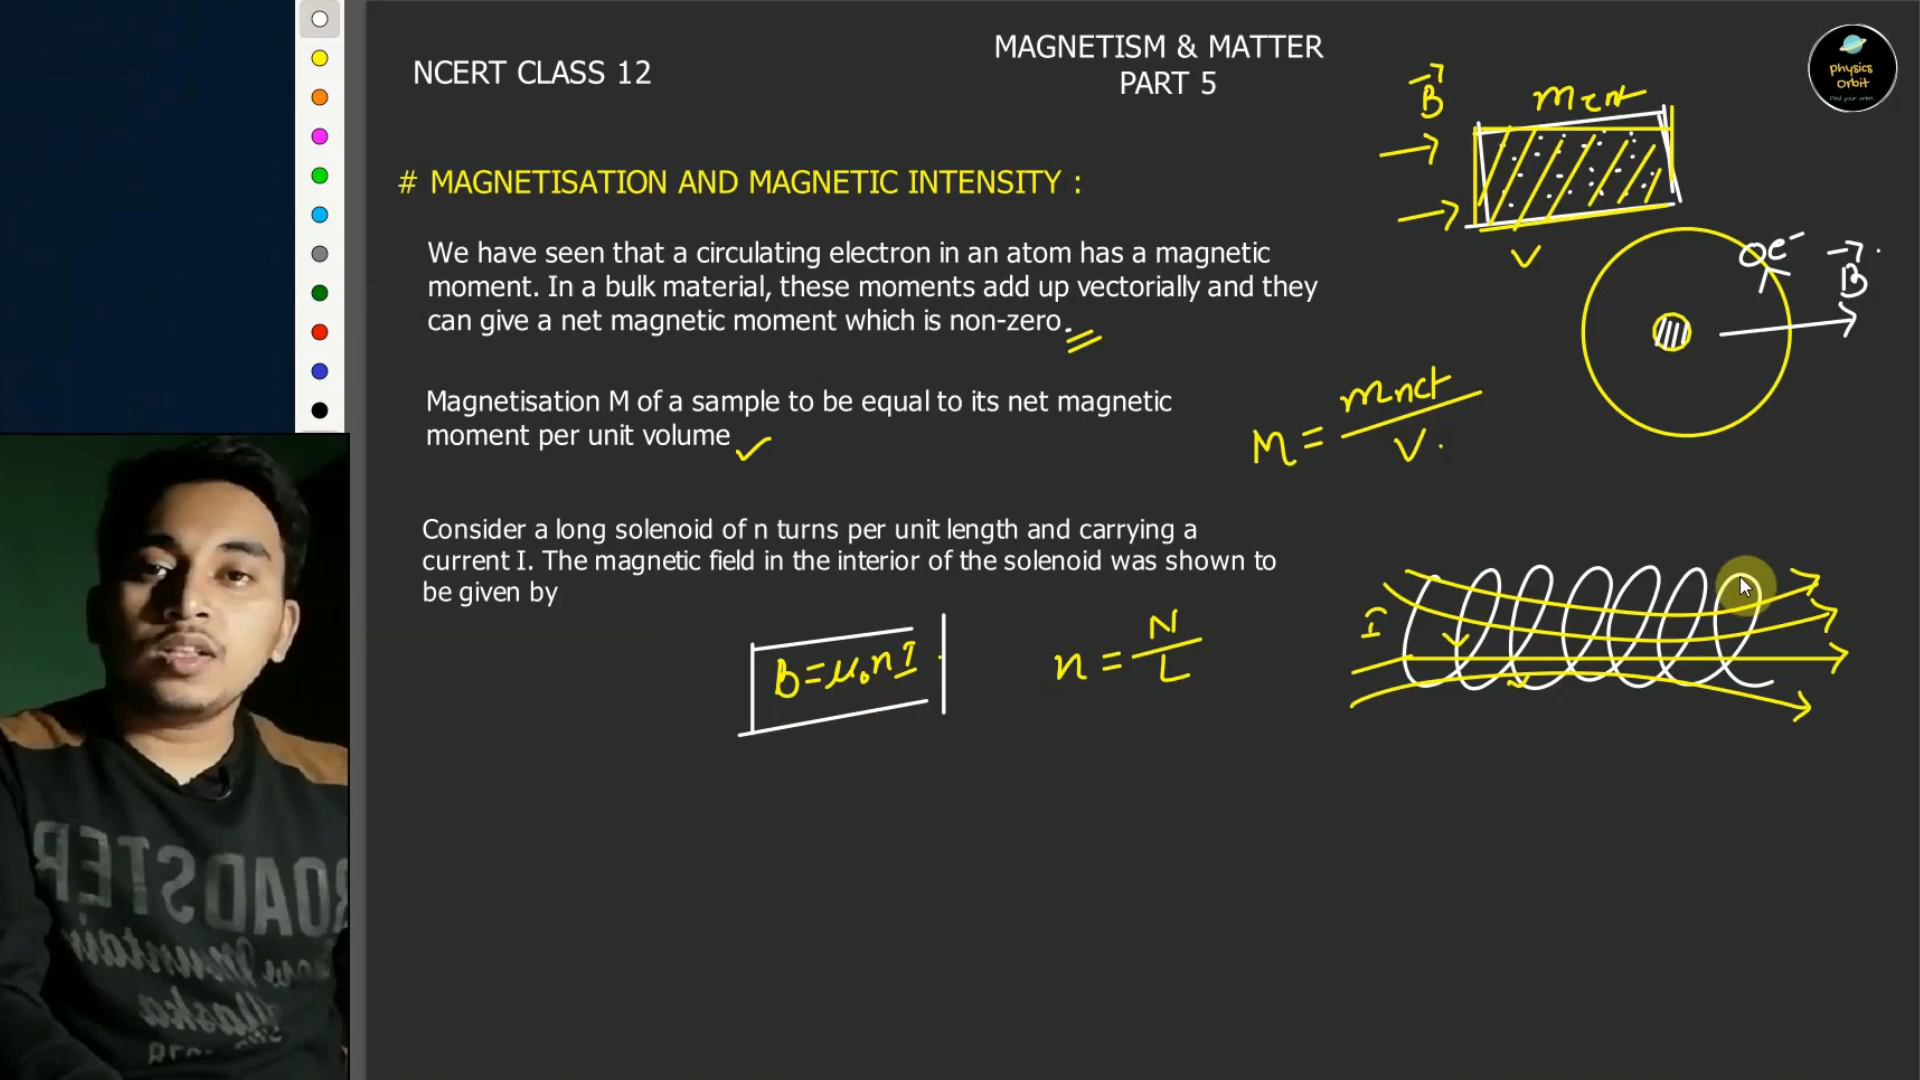 NCERT CLASS 12
MAGNETISM & MATTER
PART 5
physics
Orbit
# MAGNETISATION AND MAGNETIC INTENSITY :
We have seen that a circulating electron in an atom has a magnetic
moment. In a bulk material, these moments add up vectorially and they
can give a net magnetic moment which is non-zero.
Magnetisation M of a sample to be equal to its net magnetic
moment per unit volume
Consider a long solenoid of n turns per unit length and carrying a
current I. The magnetic field in the interior of the solenoid was shown to
be given by
B = μ₀nI
n = N/L
M = mnet/V.
B
mnet
V
e⁻
B
I
ROADSTER